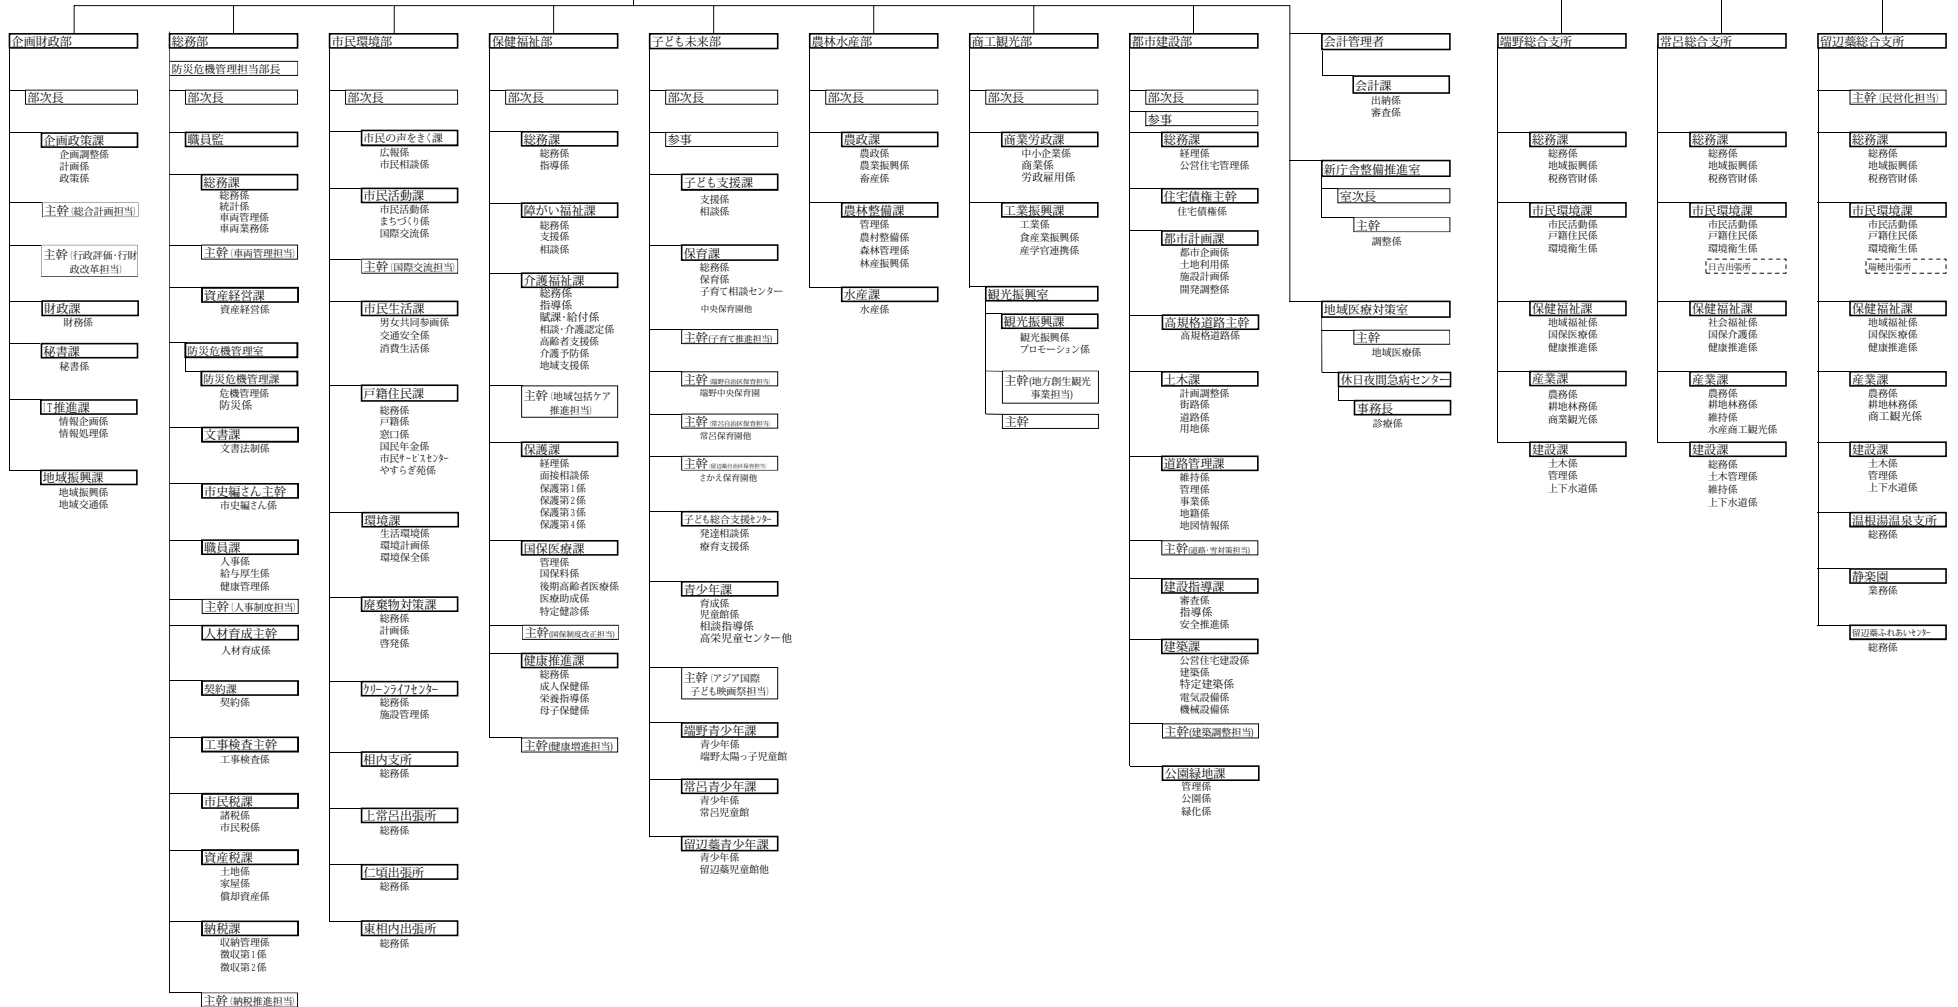 企画財政部
部次長
企画政策課
企画調整係
計画係
政策係
主幹(総合計画担当)
主幹(行政評価･行財
政改革担当)
財政課
財務係
秘書課
秘書係
IT推進課
情報企画係
情報処理係
地域振興課
地域振興係
地域交通係
総務部
防災危機管理担当部長
部次長
職員監
総務課
総務係
統計係
車両管理係
車両業務係
主幹(車両管理担当)
資産経営課
資産経営係
防災危機管理室
防災危機管理課
危機管理係
防災係
文書課
文書法制係
市史編さん主幹
市史編さん係
職員課
人事係
給与厚生係
健康管理係
主幹(人事制度担当)
人材育成主幹
人材育成係
契約課
契約係
工事検査主幹
工事検査係
市民税課
諸税係
市民税係
資産税課
土地係
家屋係
償却資産係
納税課
収納管理係
徴収第1係
徴収第2係
主幹(納税推進担当)
市民環境部
部次長
市民の声をきく課
広報係
市民相談係
市民活動課
市民活動係
まちづくり係
国際交流係
主幹(国際交流担当)
市民生活課
男女共同参画係
交通安全係
消費生活係
戸籍住民課
総務係
戸籍係
窓口係
国民年金係
市民ｻｰﾋﾞｽｾﾝﾀｰ
やすらぎ苑係
環境課
生活環境係
環境計画係
環境保全係
廃棄物対策課
総務係
計画係
啓発係
ｸﾘｰﾝﾗｲﾌｾﾝﾀｰ
総務係
施設管理係
相内支所
総務係
上常呂出張所
総務係
仁頃出張所
総務係
東相内出張所
総務係
保健福祉部
部次長
総務課
総務係
指導係
障がい福祉課
総務係
支援係
相談係
介護福祉課
総務係
指導係
賦課･給付係
相談･介護認定係
高齢者支援係
介護予防係
地域支援係
主幹(地域包括ケア
推進担当)
保護課
経理係
面接相談係
保護第1係
保護第2係
保護第3係
保護第4係
国保医療課
管理係
国保料係
後期高齢者医療係
医療助成係
特定健診係
主幹(国保制度改正担当)
健康推進課
総務係
成人保健係
栄養指導係
母子保健係
主幹(健康増進担当)
子ども未来部
部次長
参事
子ども支援課
支援係
相談係
保育課
総務係
保育係
子育て相談センター
中央保育園他
主幹(子育て推進担当)
主幹(端野自治区保育担当)
端野中央保育園
主幹(常呂自治区保育担当)
常呂保育園他
主幹(留辺蘂自治区保育担当)
さかえ保育園他
子ども総合支援ｾﾝﾀｰ
発達相談係
療育支援係
青少年課
育成係
児童館係
相談指導係
高栄児童センター他
主幹(アジア国際
子ども映画祭担当)
端野青少年課
青少年係
端野太陽っ子児童館
常呂青少年課
青少年係
常呂児童館
留辺蘂青少年課
青少年係
留辺蘂児童館他
農林水産部
部次長
農政課
農政係
農業振興係
畜産係
農林整備課
管理係
農村整備係
森林管理係
林産振興係
水産課
水産係
商工観光部
部次長
商業労政課
中小企業係
商業係
労政雇用係
工業振興課
工業係
食産業振興係
産学官連携係
観光振興室
観光振興課
観光振興係
プロモーション係
主幹(地方創生観光
事業担当)
主幹
都市建設部
部次長
参事
総務課
経理係
公営住宅管理係
住宅債権主幹
住宅債権係
都市計画課
都市企画係
土地利用係
施設計画係
開発調整係
高規格道路主幹
高規格道路係
土木課
計画調整係
街路係
道路係
用地係
道路管理課
維持係
管理係
事業係
地籍係
地図情報係
主幹(道路･雪対策担当)
建設指導課
審査係
指導係
安全推進係
建築課
公営住宅建設係
建築係
特定建築係
電気設備係
機械設備係
主幹(建築調整担当)
公園緑地課
管理係
公園係
緑化係
会計管理者
会計課
出納係
審査係
新庁舎整備推進室
室次長
主幹
調整係
地域医療対策室
主幹
地域医療係
休日夜間急病センター
事務長
診療係
端野総合支所
総務課
総務係
地域振興係
税務管財係
市民環境課
市民活動係
戸籍住民係
環境衛生係
保健福祉課
地域福祉係
国保医療係
健康推進係
産業課
農務係
耕地林務係
商業観光係
建設課
土木係
管理係
上下水道係
常呂総合支所
総務課
総務係
地域振興係
税務管財係
市民環境課
市民活動係
戸籍住民係
環境衛生係
日吉出張所
保健福祉課
社会福祉係
国保介護係
健康推進係
産業課
農務係
耕地林務係
維持係
水産商工観光係
建設課
総務係
土木管理係
維持係
上下水道係
留辺蘂総合支所
主幹(民営化担当)
総務課
総務係
地域振興係
税務管財係
市民環境課
市民活動係
戸籍住民係
環境衛生係
瑞穂出張所
保健福祉課
地域福祉係
国保医療係
健康推進係
産業課
農務係
耕地林務係
商工観光係
建設課
土木係
管理係
上下水道係
温根湯温泉支所
総務係
静楽園
業務係
留辺蘂ふれあいｾﾝﾀｰ
総務係